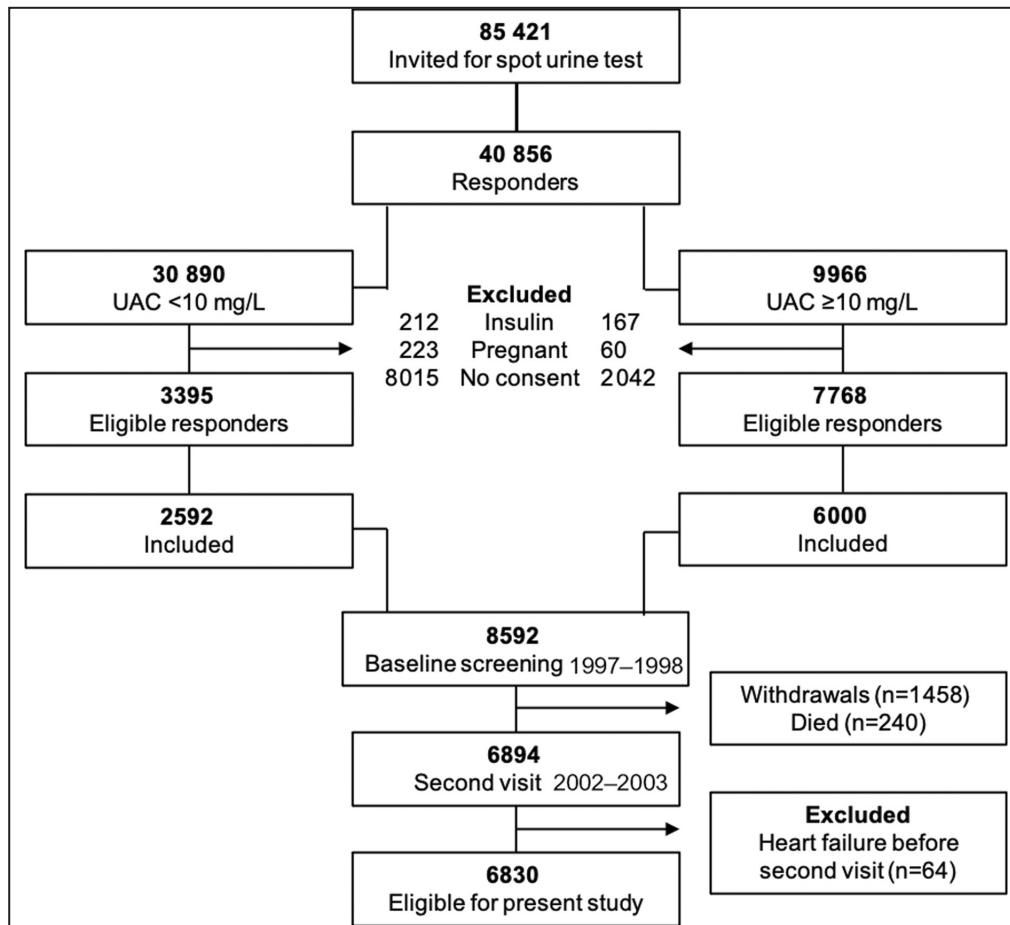 85 421
Invited for spot urine test
40 856
Responders
30 890
UAC <10 mg/L
9966
UAC ≥10 mg/L
Excluded
212 Insulin 167
223 Pregnant 60
8015 No consent 2042
3395
Eligible responders
7768
Eligible responders
2592
Included
6000
Included
8592
Baseline screening 1997–1998
Withdrawals (n=1458)
Died (n=240)
6894
Second visit 2002–2003
Excluded
Heart failure before
second visit (n=64)
6830
Eligible for present study